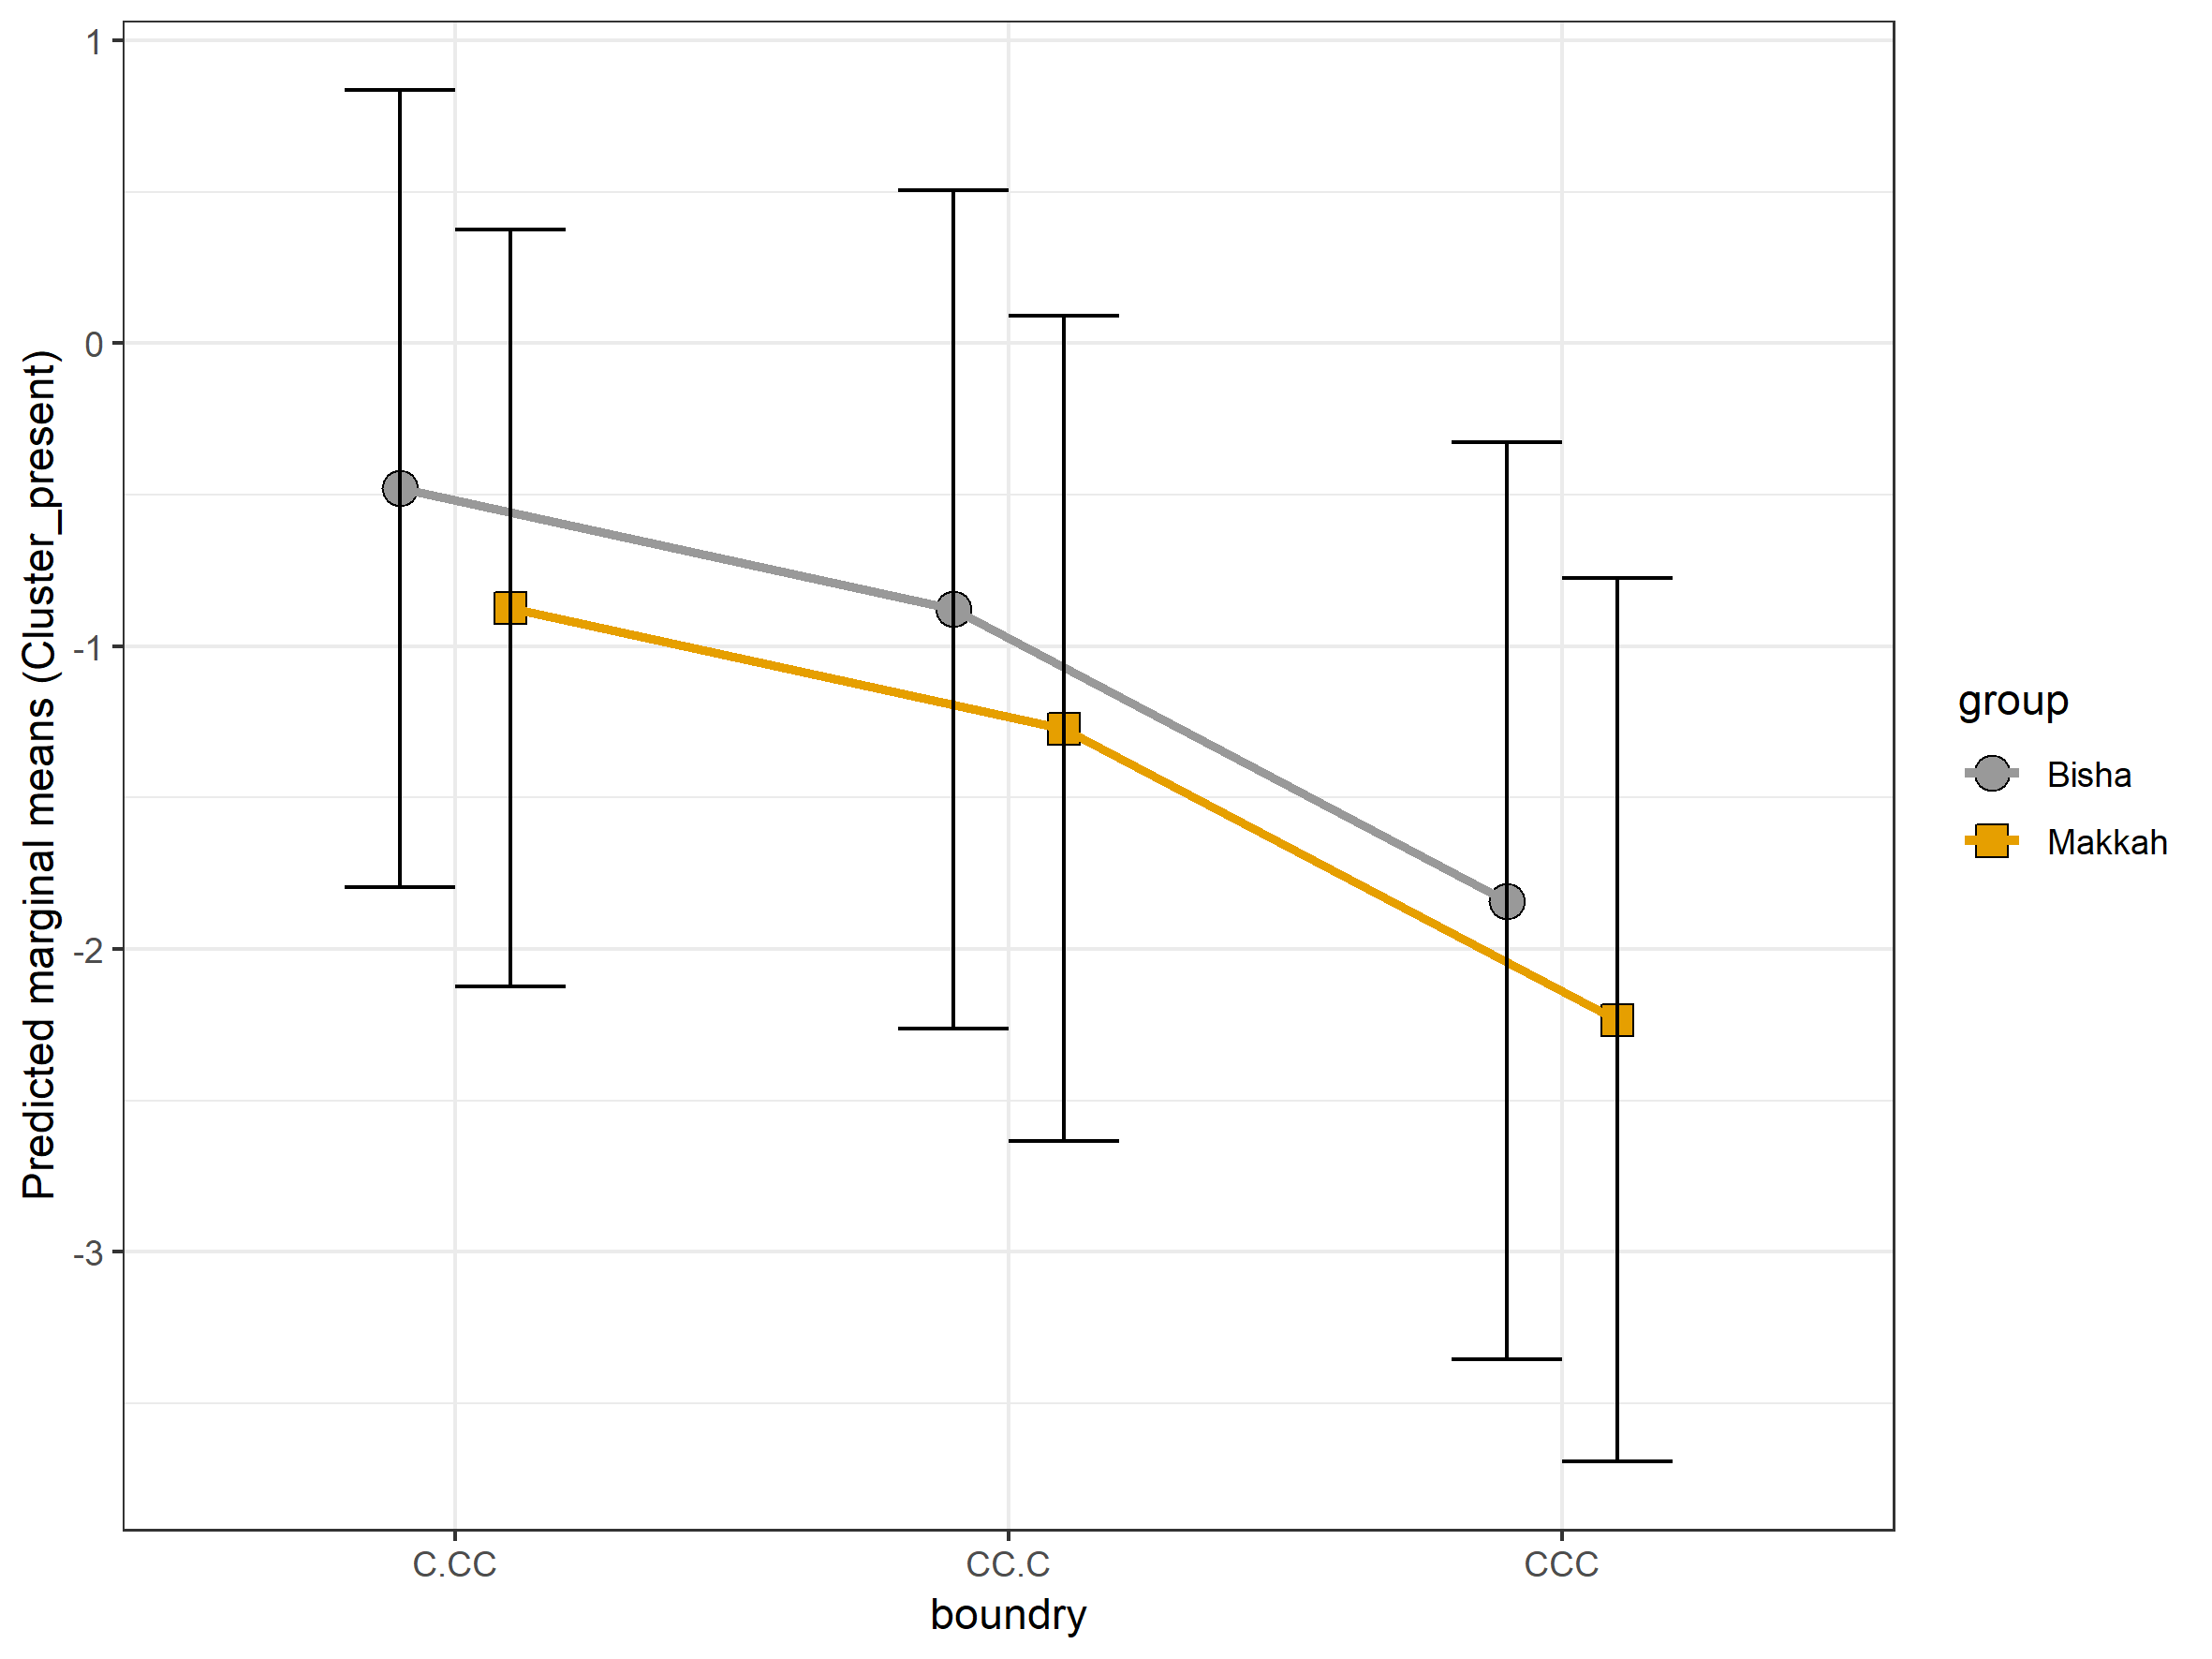 Predicted marginal means (Cluster_present)
1
0
-1
-2
-3
C.CC
CC.C
CCC
boundry
group
Bisha
Makkah